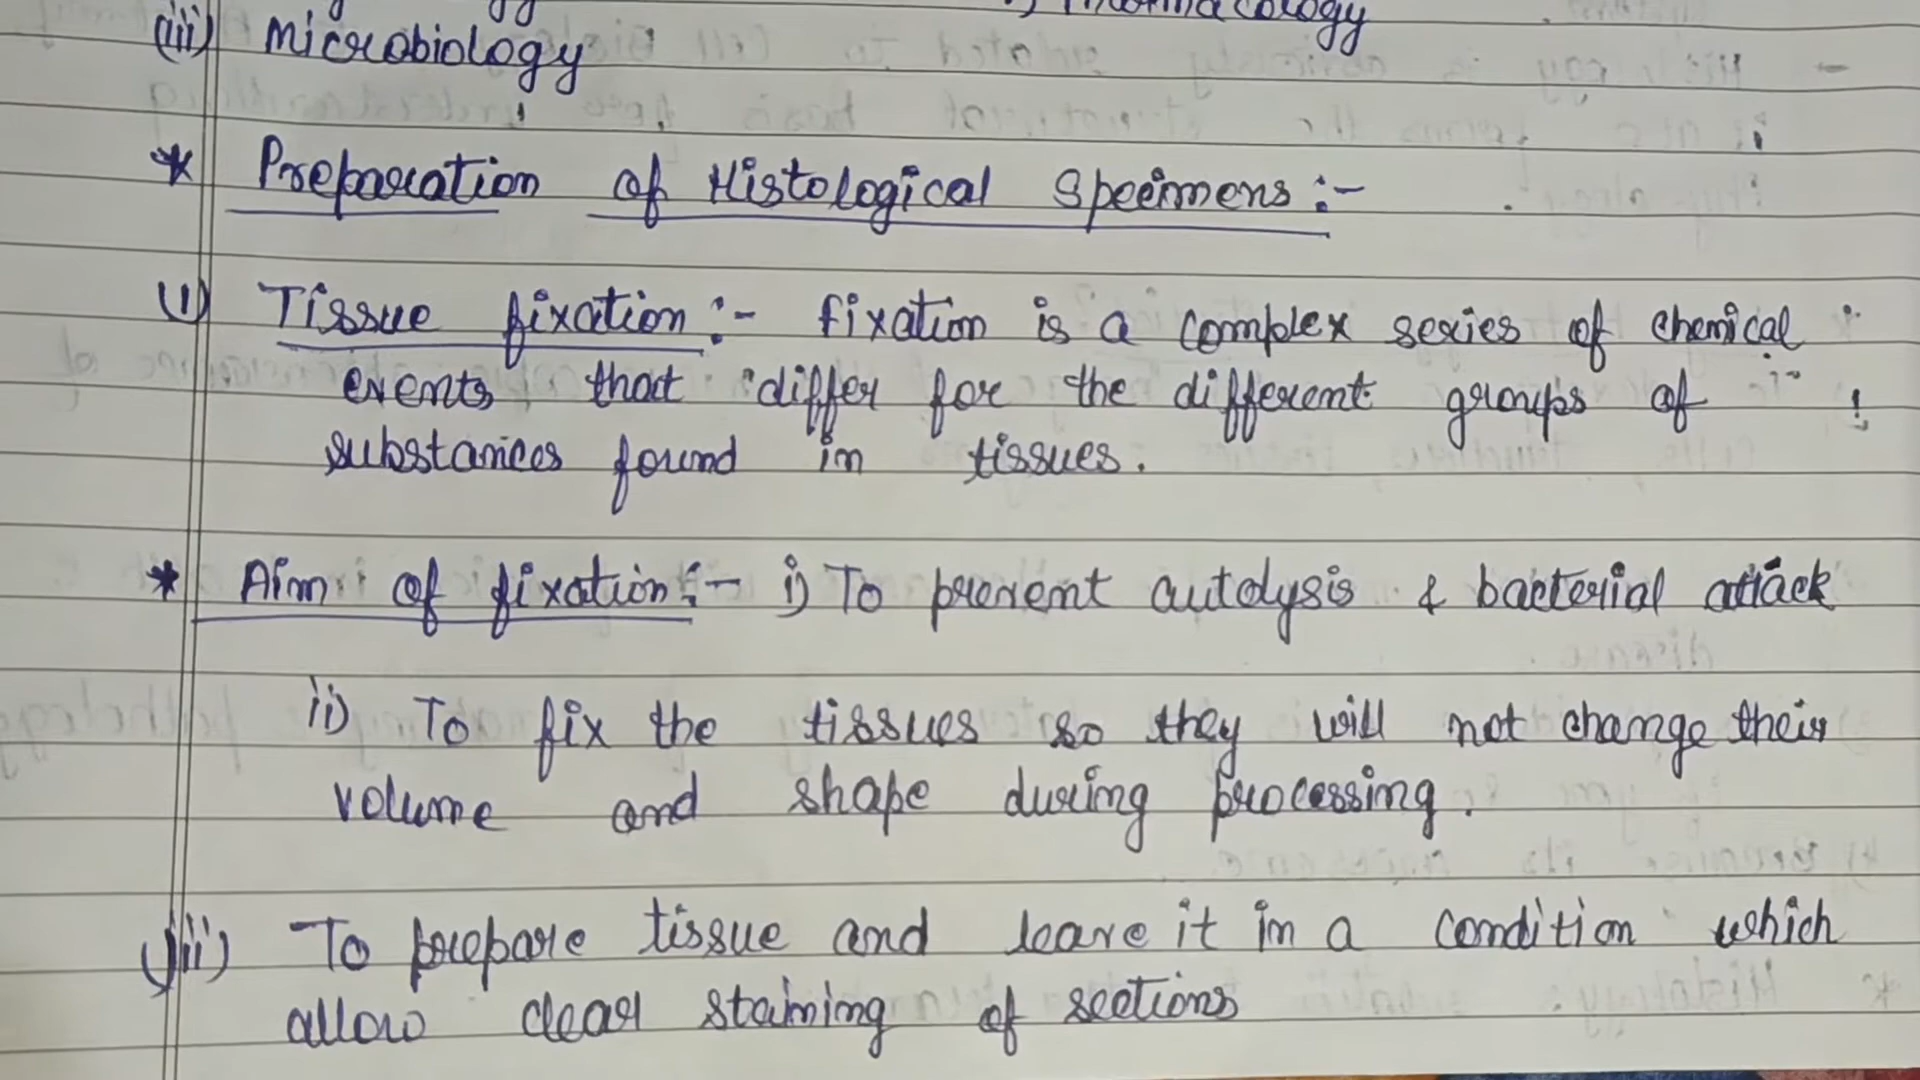 Pharmacology
(iii) Microbiology
* Preparation of Histological Specimens :-
(1) Tissue fixation :- fixation is a complex series of chemical
events that differ for the different groups of
substances found in tissues.
* Aim of fixation :- i) To prevent autolysis & bacterial attack
ii) To fix the tissues so they will not change their
volume and shape during processing.
iii) To prepare tissue and leave it in a condition which
allow clear staining of sections